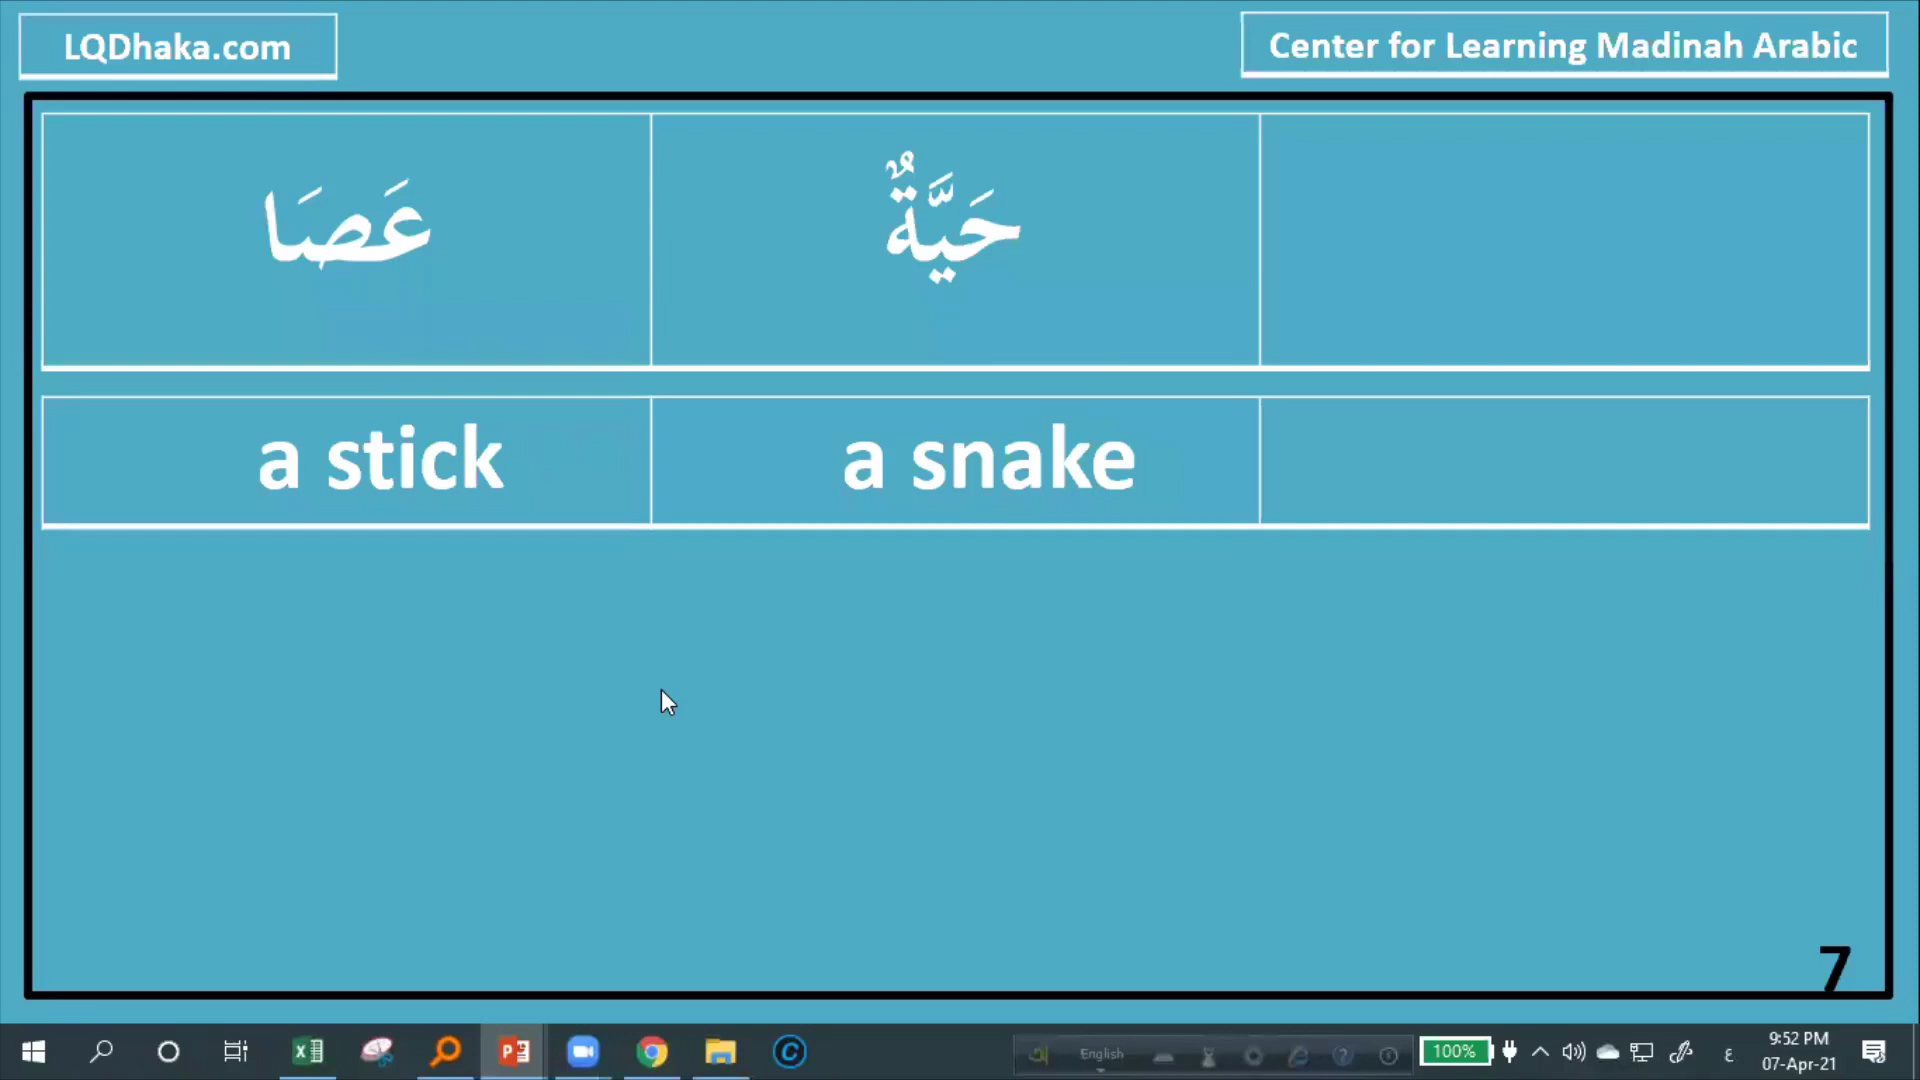 LQDhaka.com
Center for Learning Madinah Arabic
عَصَا
حَيَّةٌ
a stick
a snake
7
English
100%
ع
9:52 PM
07-Apr-21